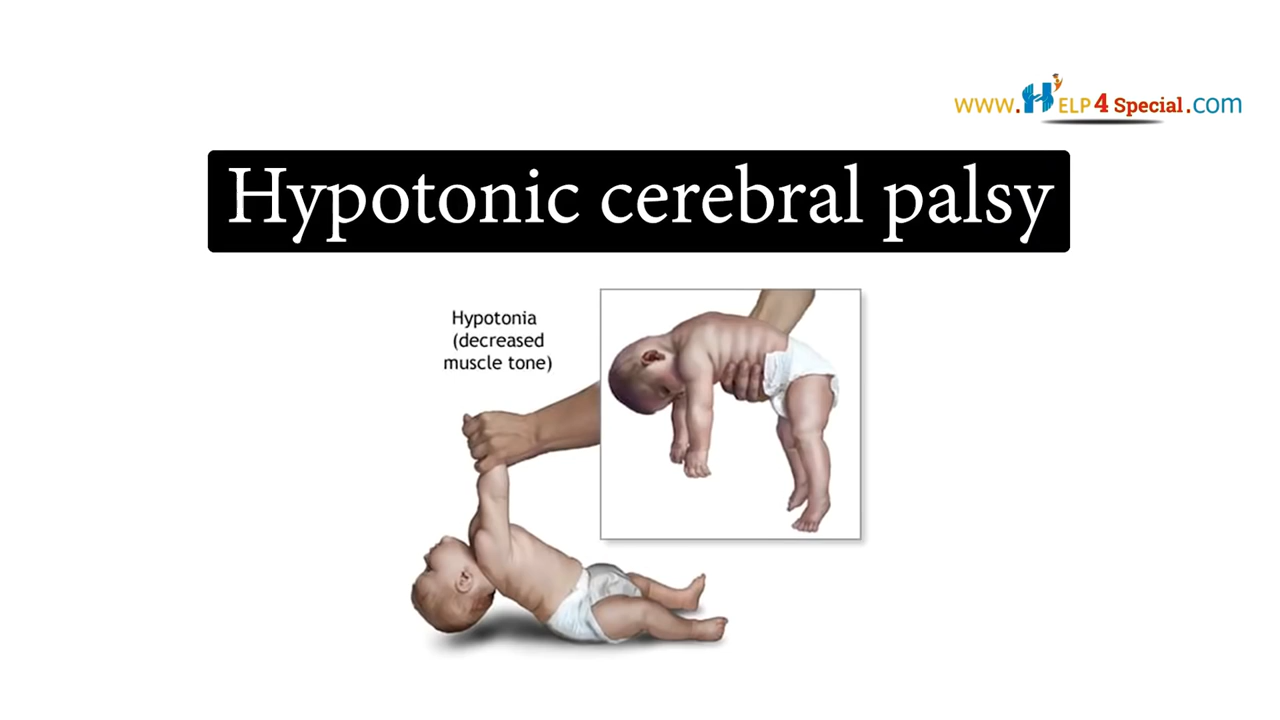 www.HELP4Special.com
Hypotonic cerebral palsy
Hypotonia
(decreased
muscle tone)